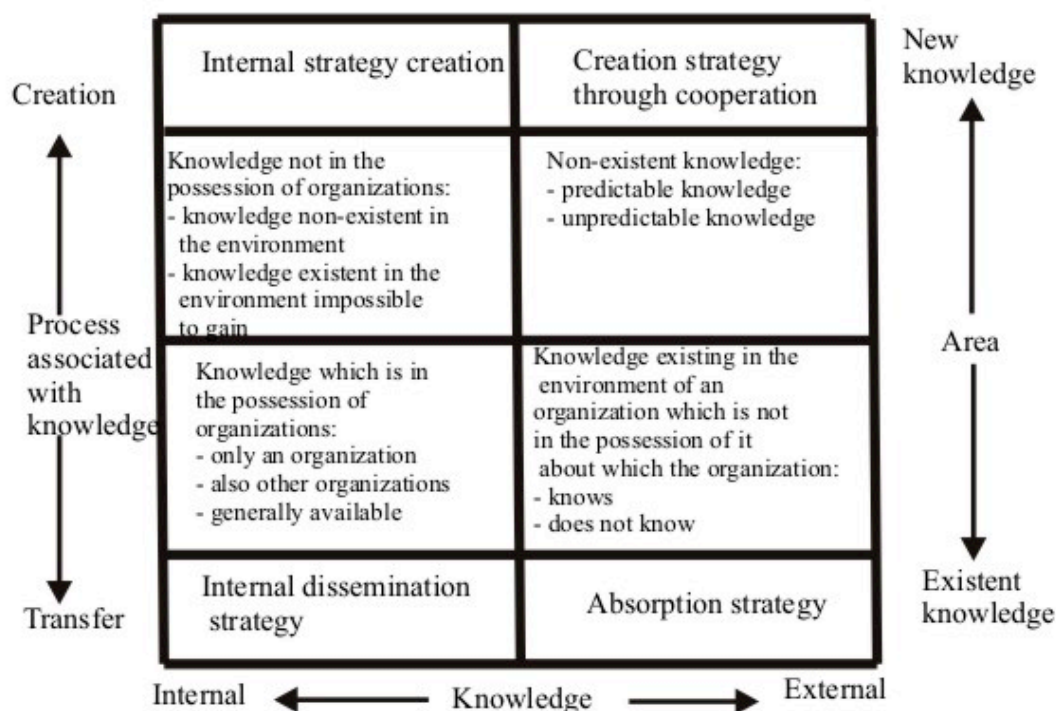 Internal strategy creation
Creation strategy
through cooperation
New
knowledge
Creation
Knowledge not in the
possession of organizations:
- knowledge non-existent in
the environment
- knowledge existent in the
environment impossible
to gain
Non-existent knowledge:
- predictable knowledge
- unpredictable knowledge
Process
associated
with
knowledge
Area
Knowledge which is in
the possession of
organizations:
- only an organization
- also other organizations
- generally available
Knowledge existing in the
environment of an
organization which is not
in the possession of it
about which the organization:
- knows
- does not know
Transfer
Internal dissemination
strategy
Absorption strategy
Existent
knowledge
Internal
Knowledge
External